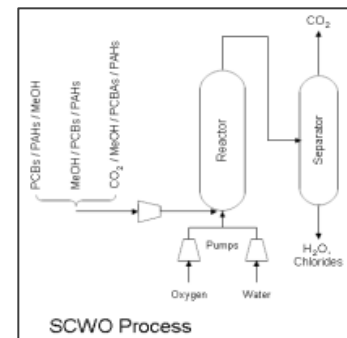 CO2
PCBs / PAHs / MeOH
MeOH / PCBs / PAHs
CO2 / MeOH / PCBAs / PAHs
Reactor
Separator
Pumps
H2O,
Chlorides
Oxygen
Water
SCWO Process